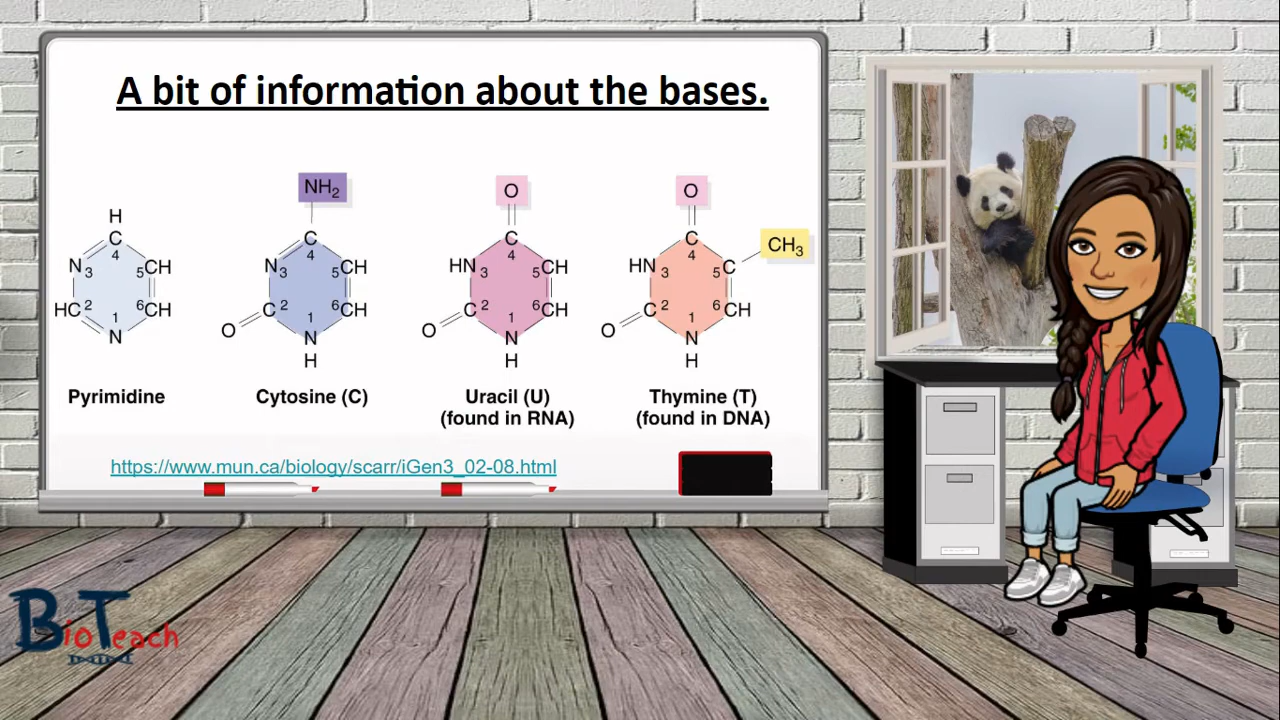 A bit of information about the bases.
H
C
4
N 3
5 CH
HC 2
6 CH
1
N
Pyrimidine
NH2
C
4
N 3
5 CH
C 2
6 CH
O
1
N
H
Cytosine (C)
O
C
4
HN 3
5 CH
C 2
6 CH
O
1
N
H
Uracil (U)
(found in RNA)
O
C
4
CH3
HN 3
5 C
C 2
6 CH
O
1
N
H
Thymine (T)
(found in DNA)
https://www.mun.ca/biology/scarr/iGen3_02-08.html
BioTeach